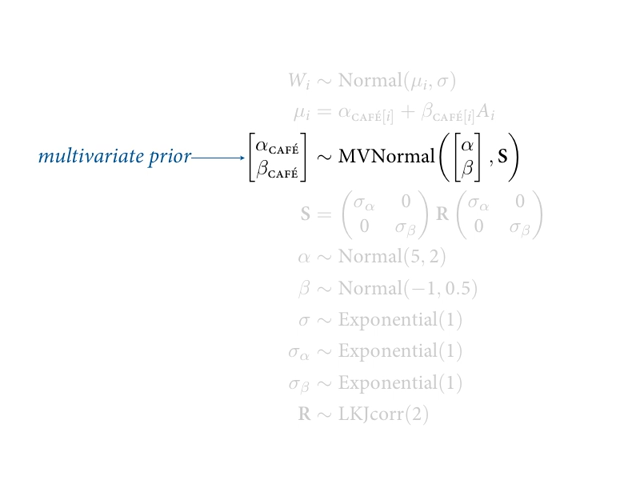 W_i ~ Normal(μ_i, σ)
μ_i = α_CAFÉ[i] + β_CAFÉ[i] A_i
multivariate prior [α_CAFÉ β_CAFÉ] ~ MVNormal([α β], S)
S = (σ_α 0 0 σ_β) R (σ_α 0 0 σ_β)
α ~ Normal(5, 2)
β ~ Normal(−1, 0.5)
σ ~ Exponential(1)
σ_α ~ Exponential(1)
σ_β ~ Exponential(1)
R ~ LKJcorr(2)